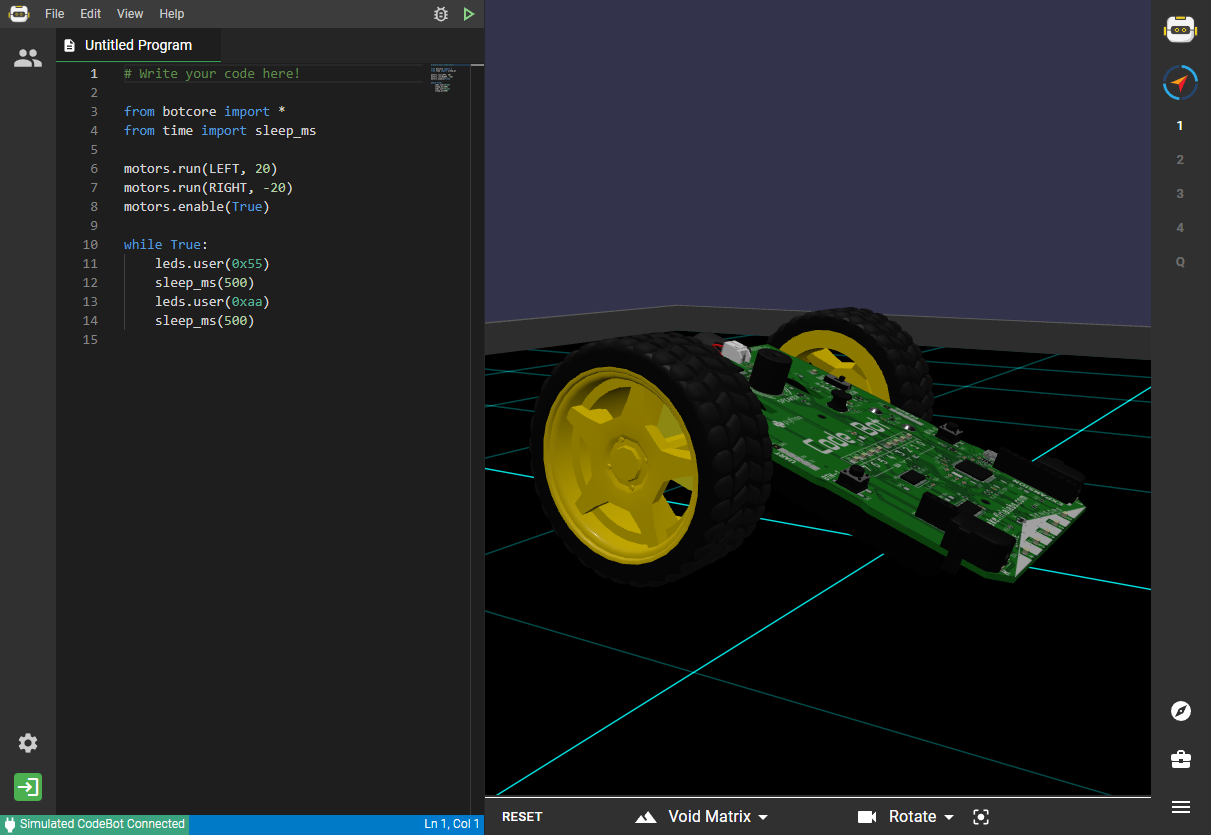 File Edit View Help
Untitled Program
1 # Write your code here!
2
3 from botcore import *
4 from time import sleep_ms
5
6 motors.run(LEFT, 20)
7 motors.run(RIGHT, -20)
8 motors.enable(True)
9
10 while True:
11 leds.user(0x55)
12 sleep_ms(500)
13 leds.user(0xaa)
14 sleep_ms(500)
15
Simulated CodeBot Connected
Ln 1, Col 1
CodeBot
RESET
Void Matrix
Rotate
1
2
3
4
Q